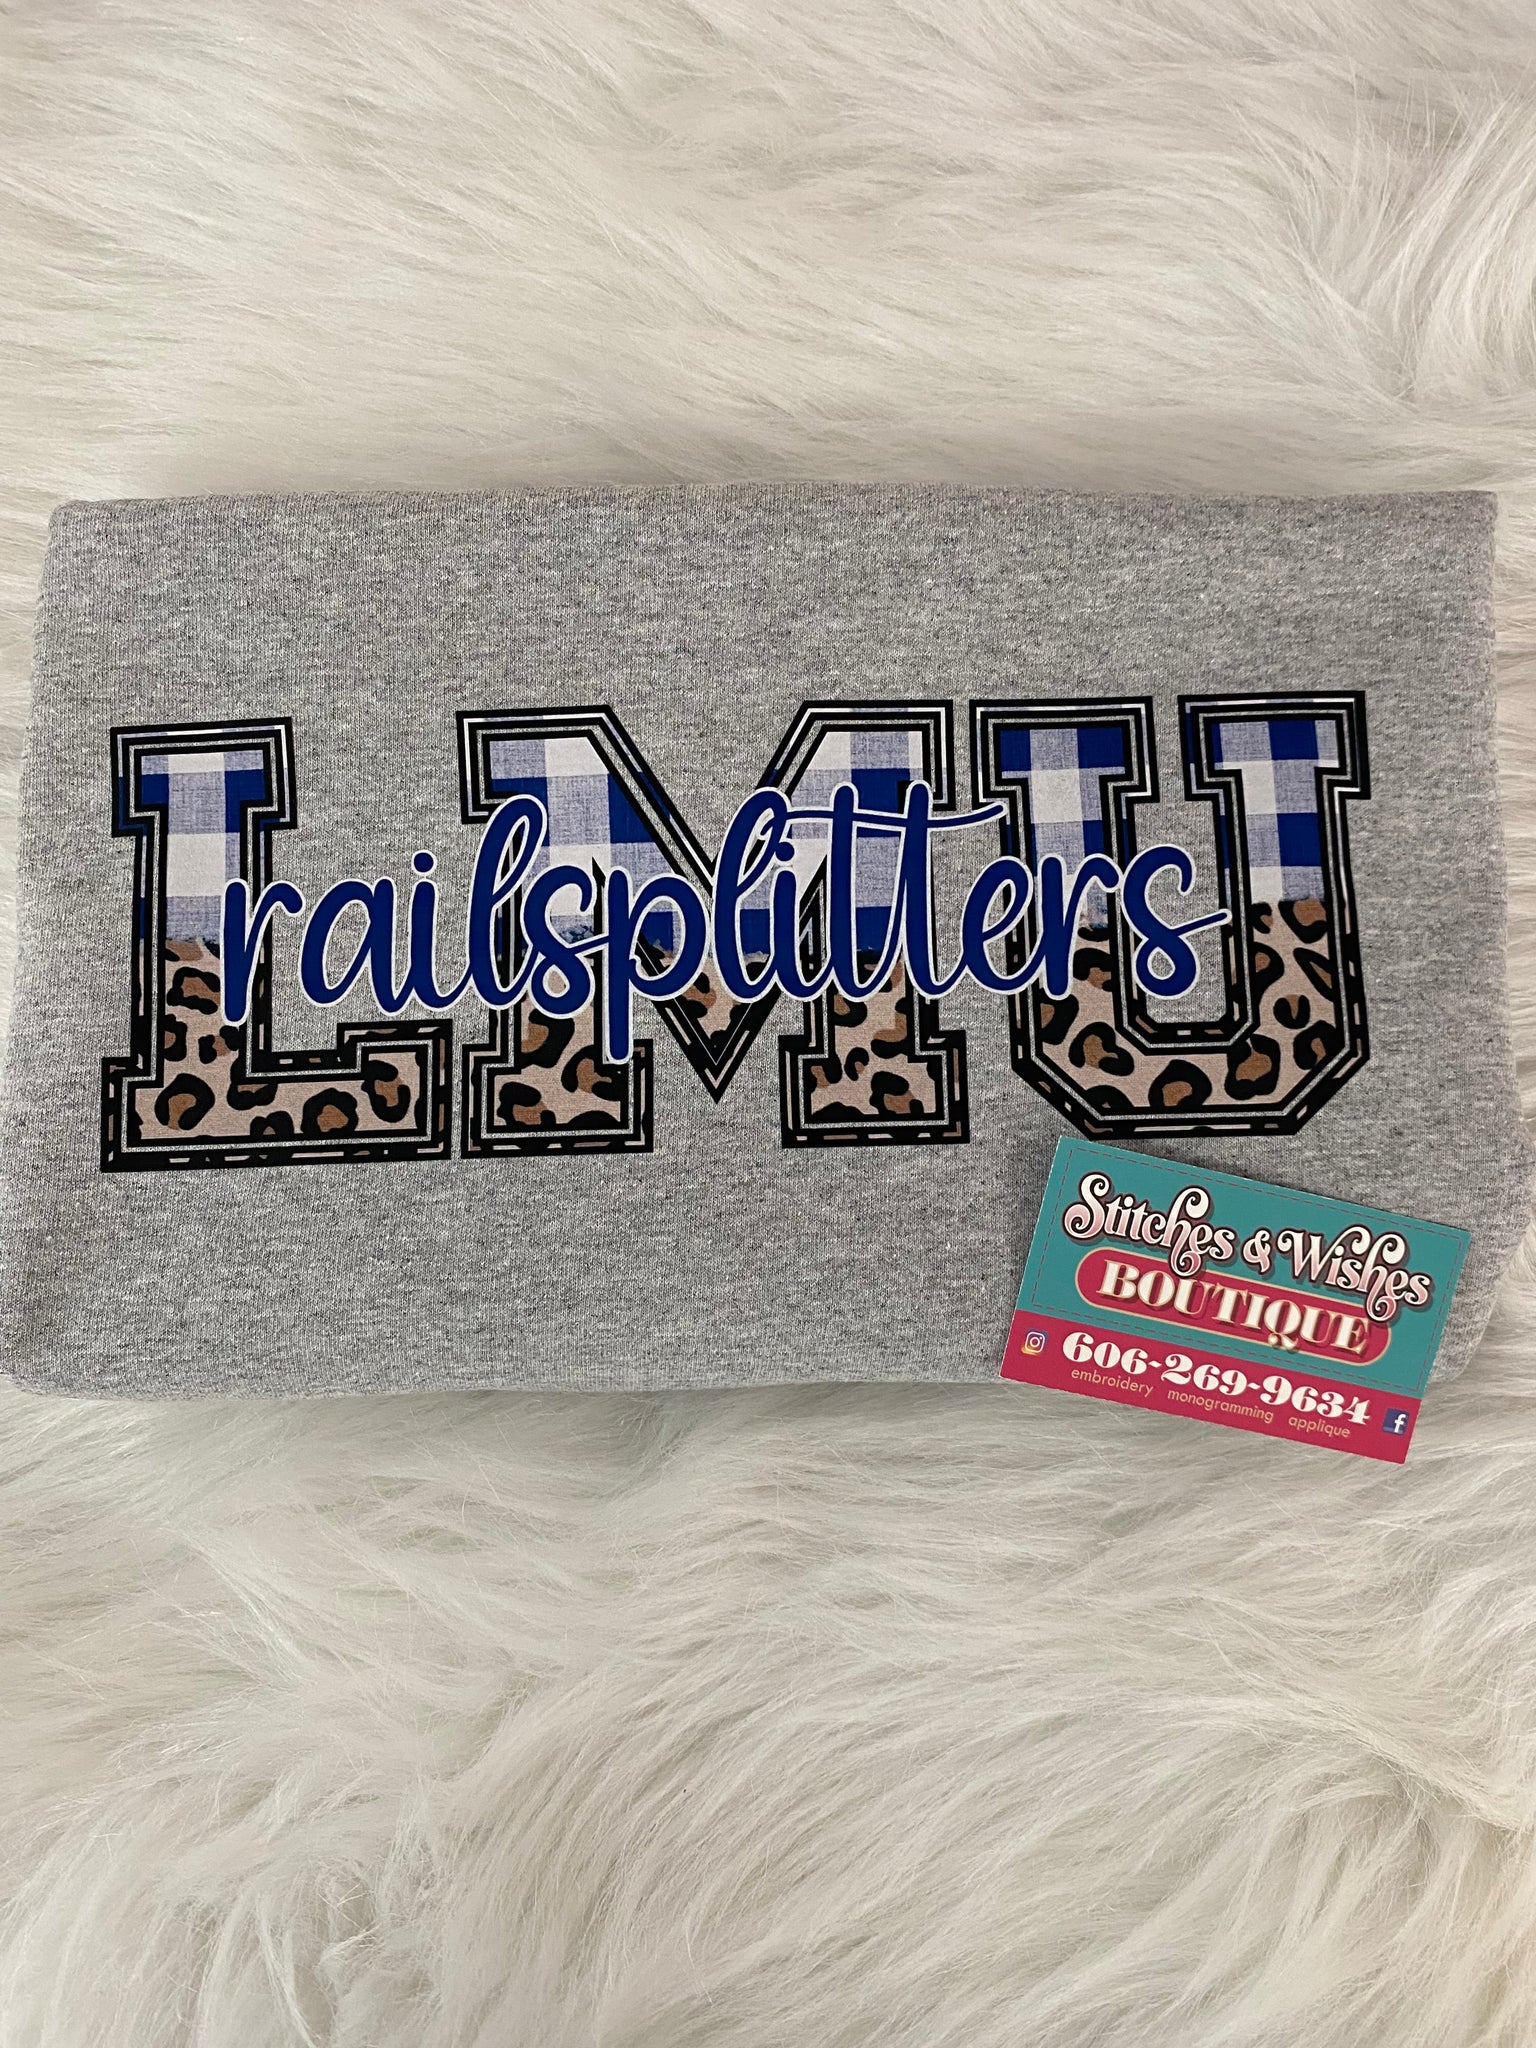 LMU
railsplitters
Stitches & Wishes
BOUTIQUE
606-269-9634
embroidery monogramming applique